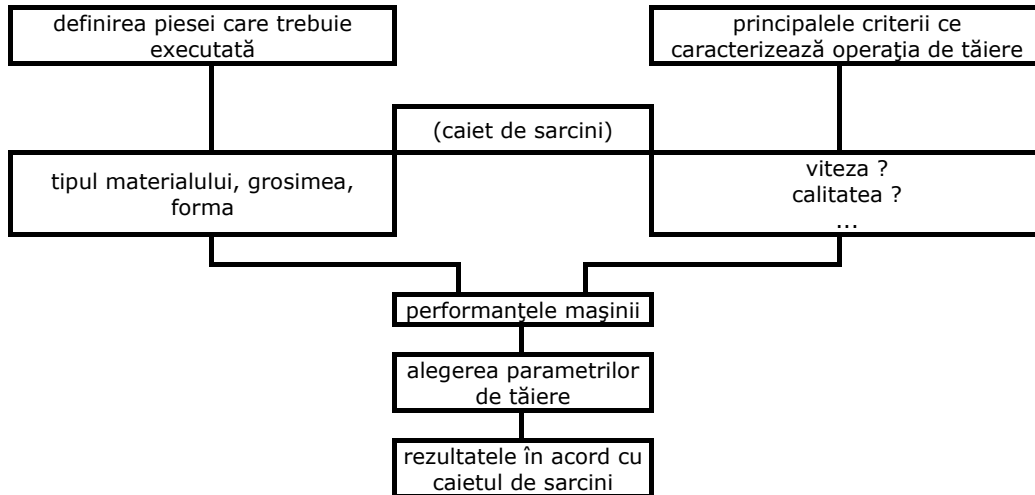 definirea piesei care trebuie
executată
principalele criterii ce
caracterizează operaţia de tăiere
(caiet de sarcini)
tipul materialului, grosimea,
forma
viteza ?
calitatea ?
...
performanţele maşinii
alegerea parametrilor
de tăiere
rezultatele în acord cu
caietul de sarcini